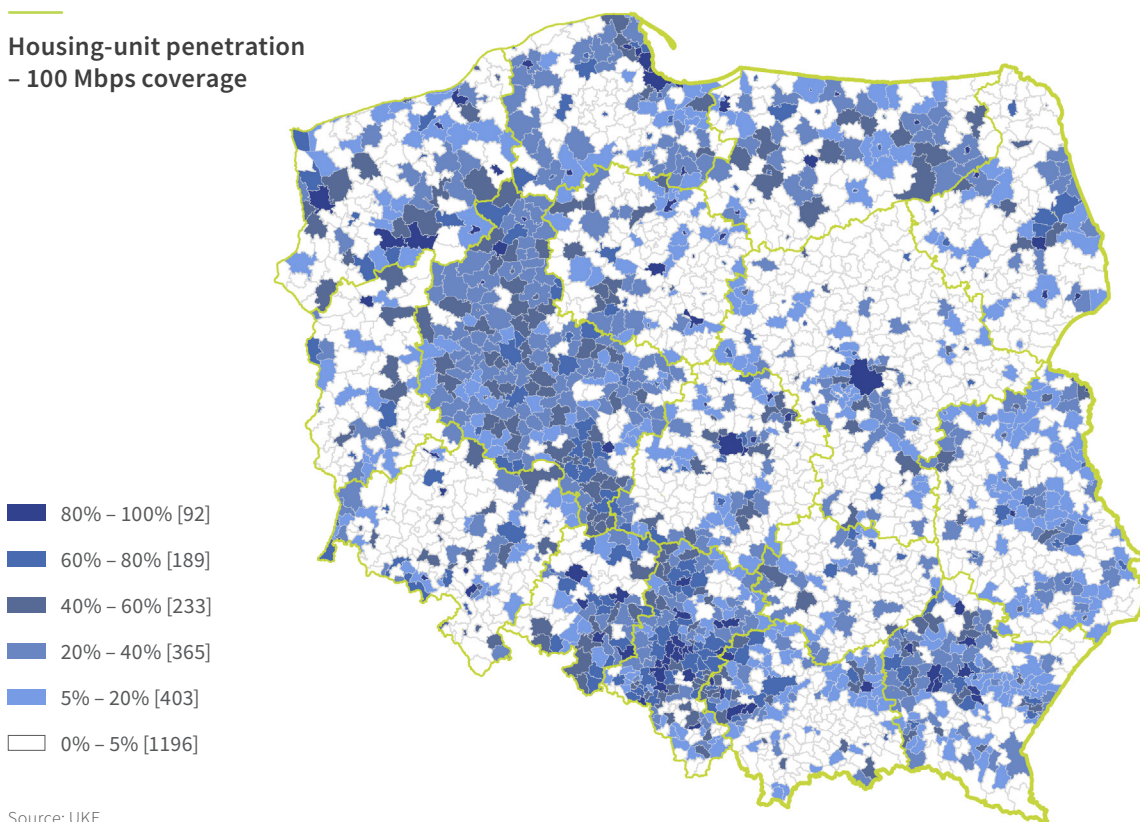 Housing-unit penetration
– 100 Mbps coverage
80% – 100% [92]
60% – 80% [189]
40% – 60% [233]
20% – 40% [365]
5% – 20% [403]
0% – 5% [1196]
Source: UKE